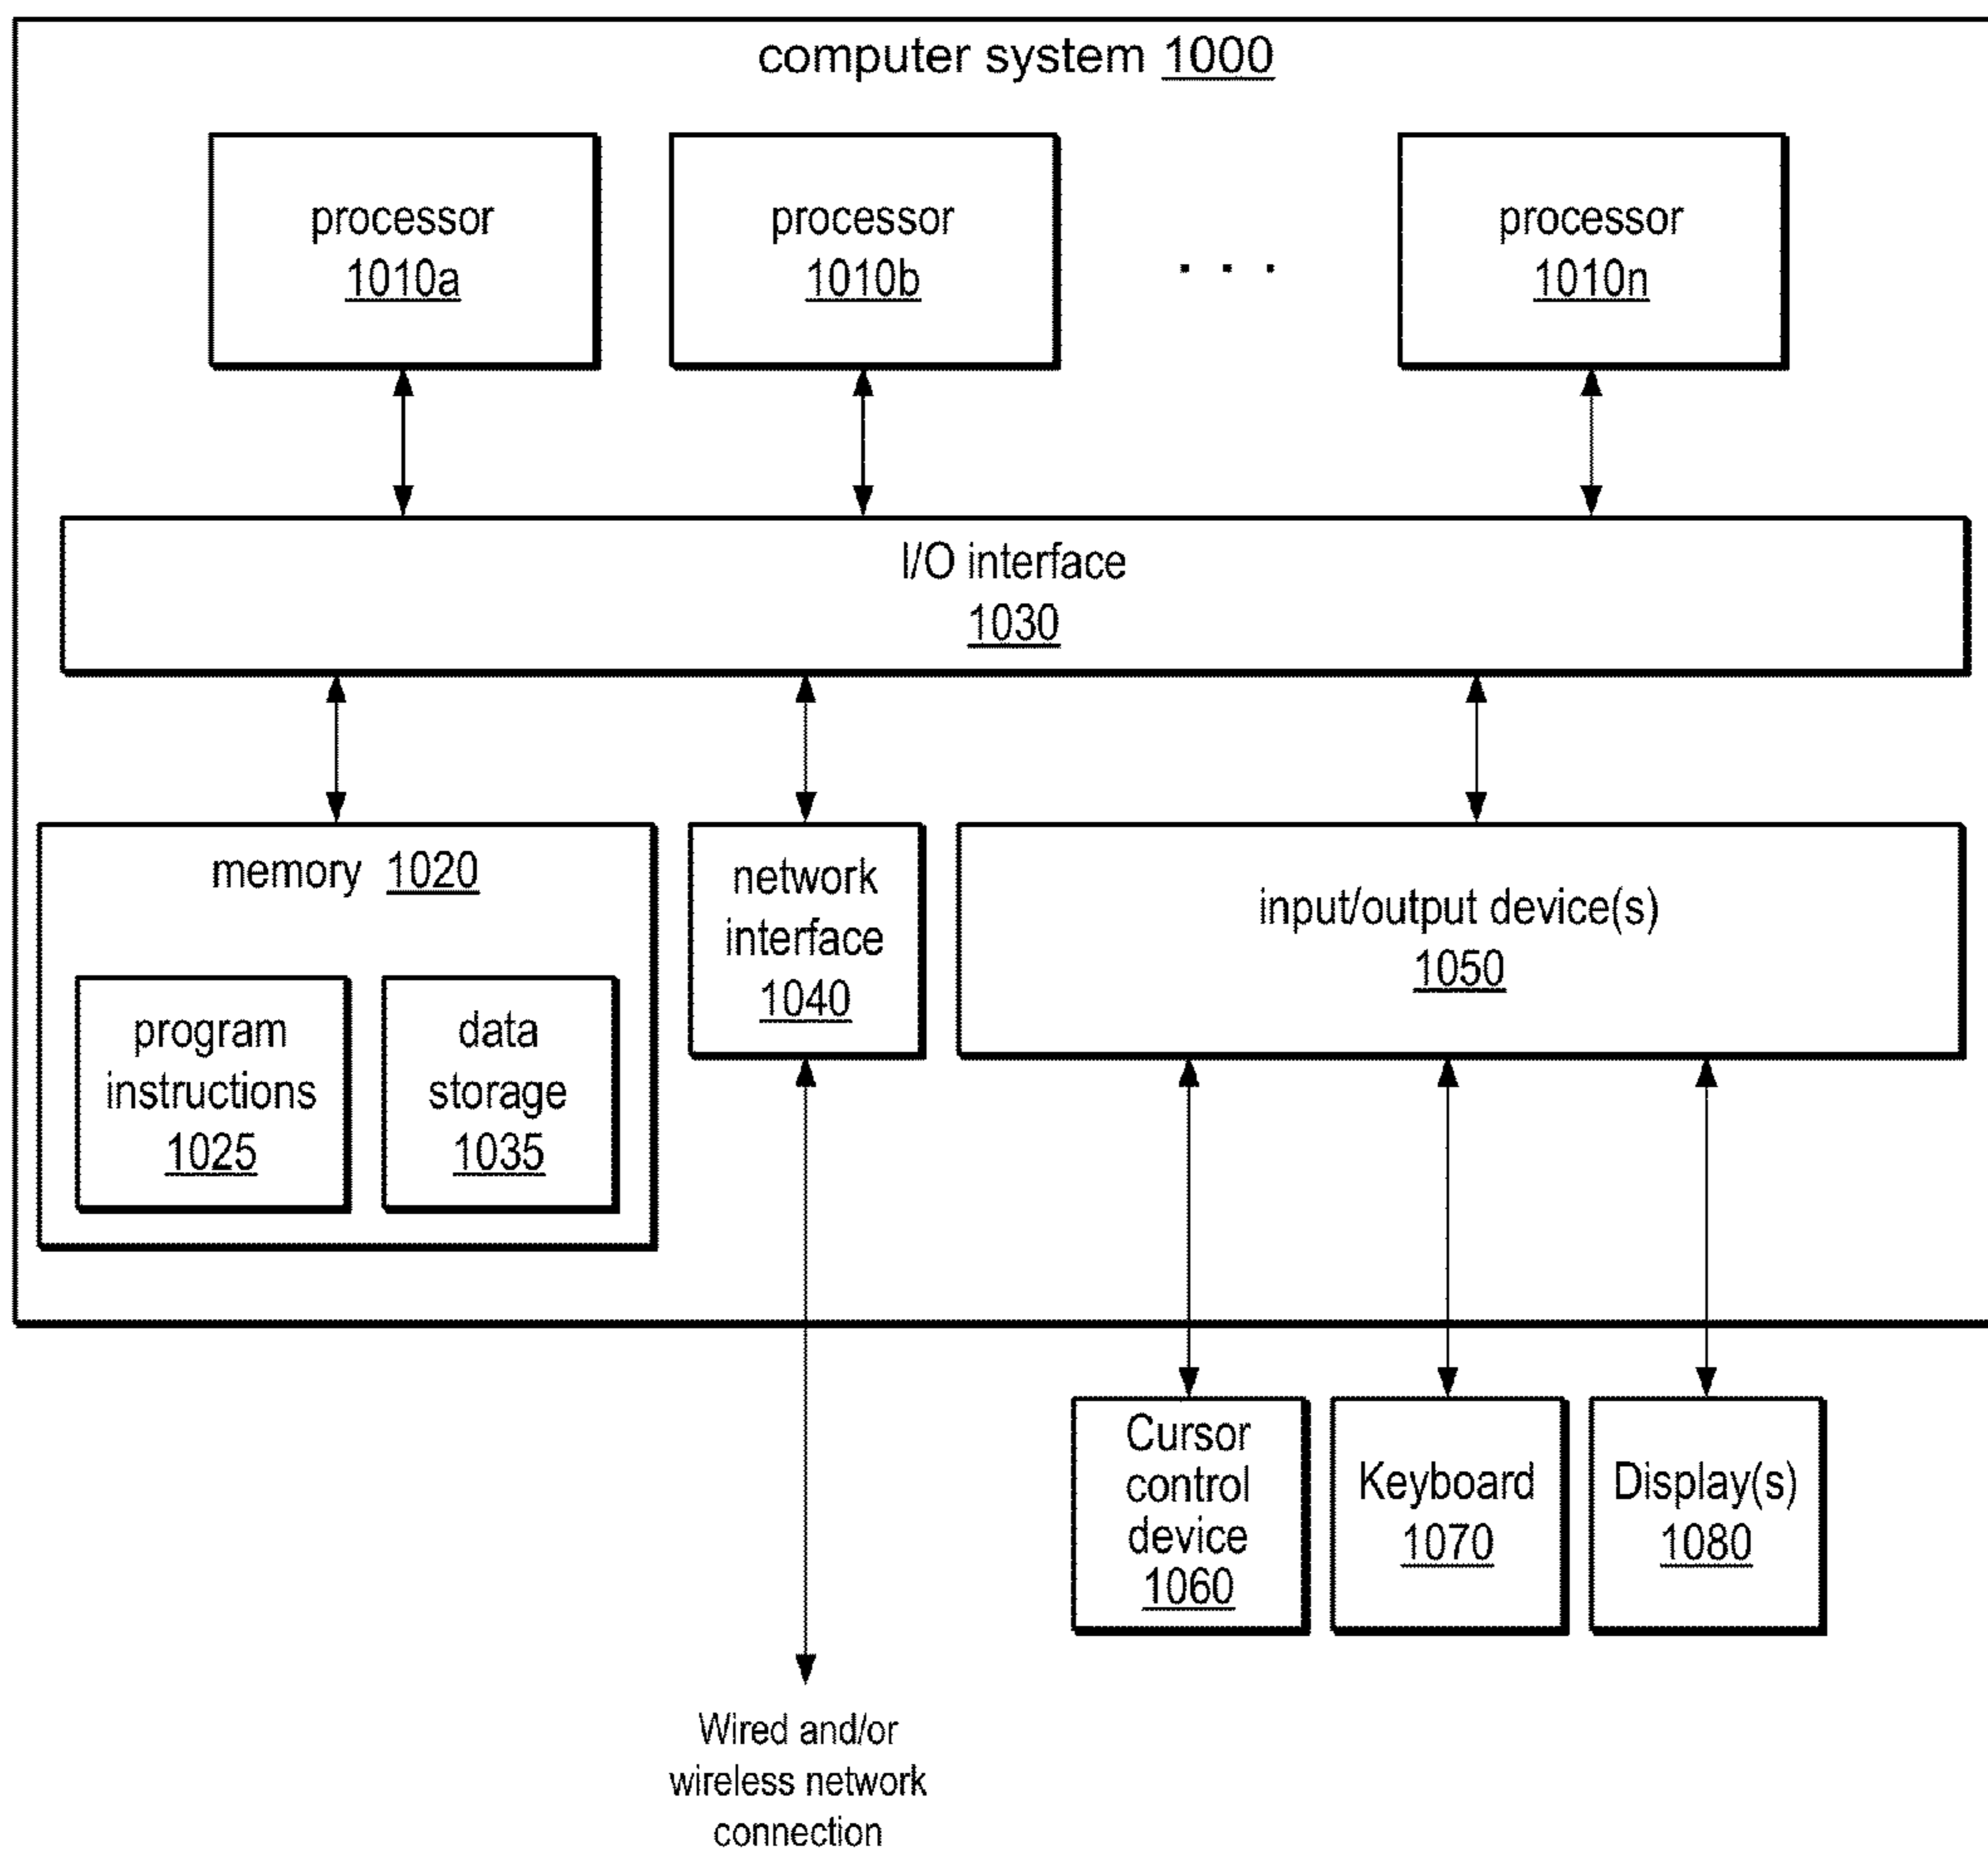 computer system 1000
processor
1010a
processor
1010b
. . .
processor
1010n
I/O interface
1030
memory 1020
program
instructions
1025
data
storage
1035
network
interface
1040
input/output device(s)
1050
Cursor
control
device
1060
Keyboard
1070
Display(s)
1080
Wired and/or
wireless network
connection